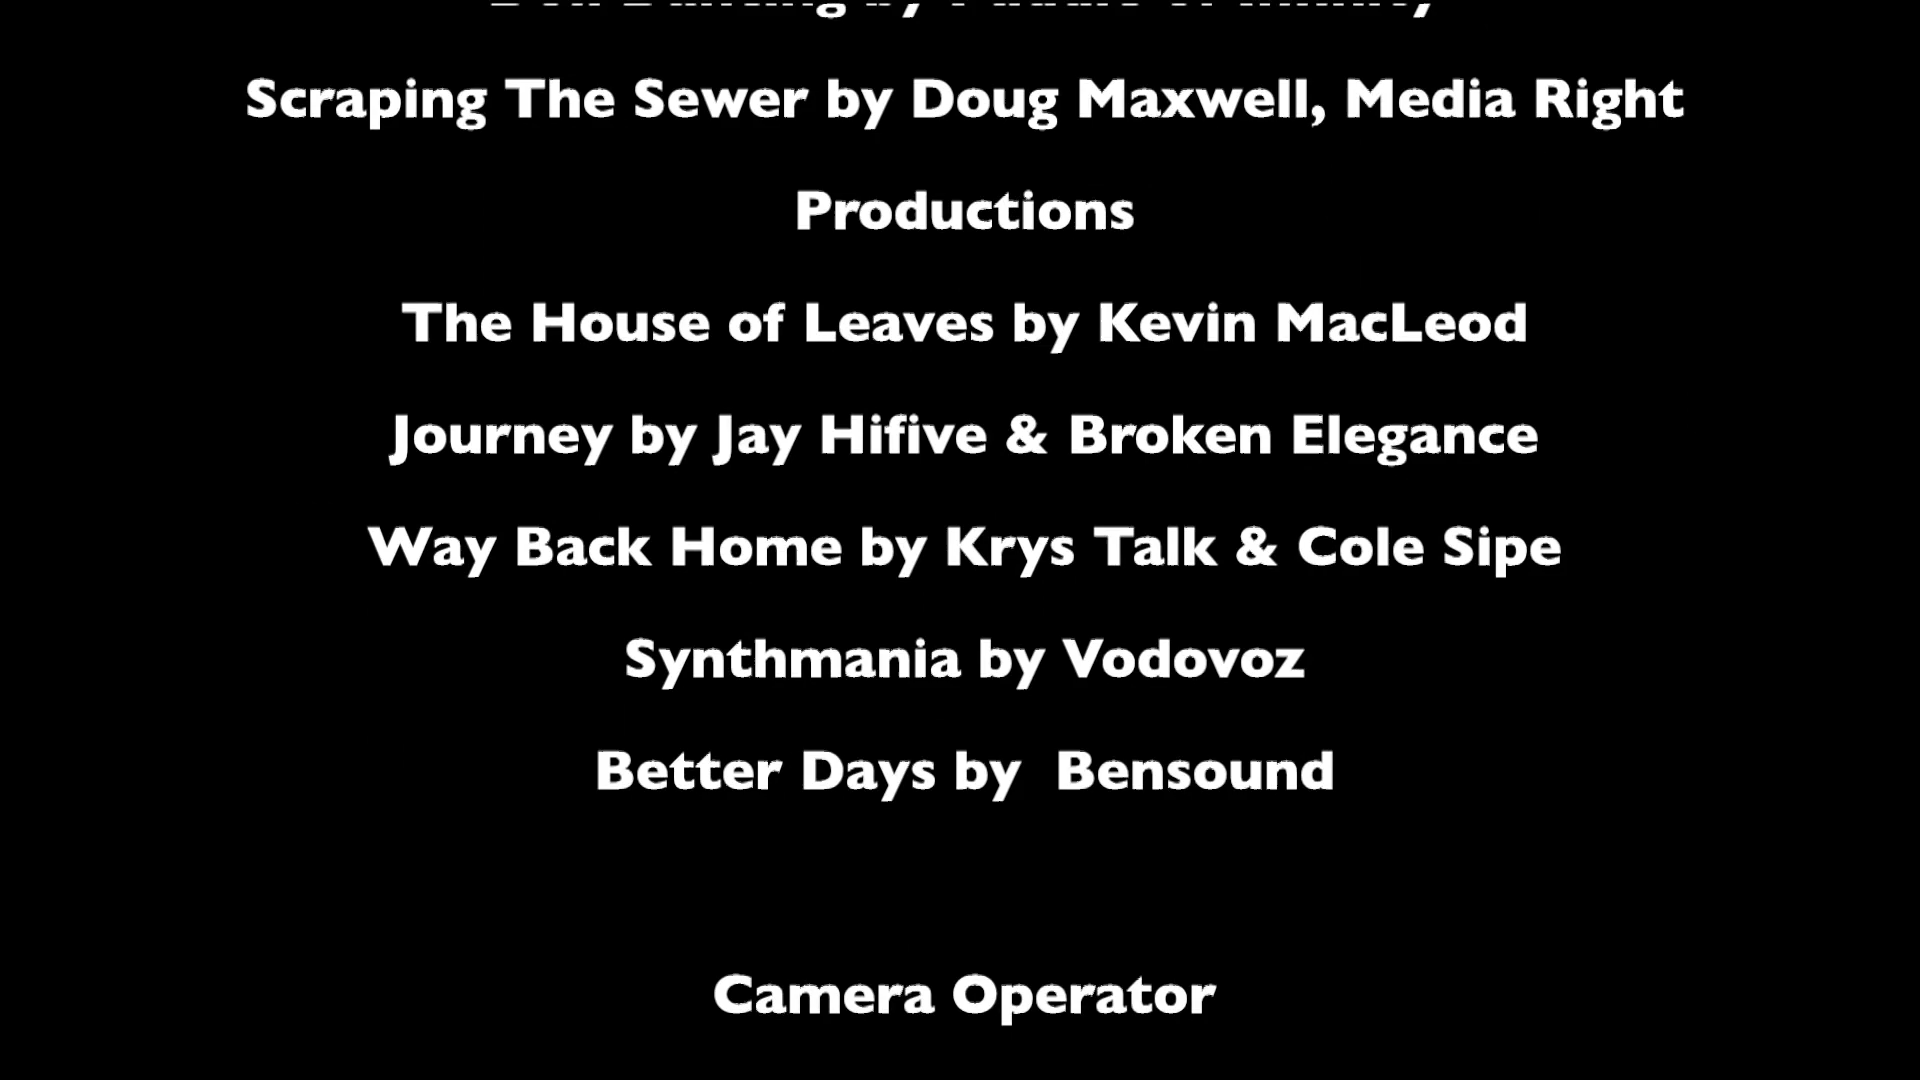 by
Scraping The Sewer by Doug Maxwell, Media Right
Productions
The House of Leaves by Kevin MacLeod
Journey by Jay Hifive & Broken Elegance
Way Back Home by Krys Talk & Cole Sipe
Synthmania by Vodovoz
Better Days by  Bensound
Camera Operator